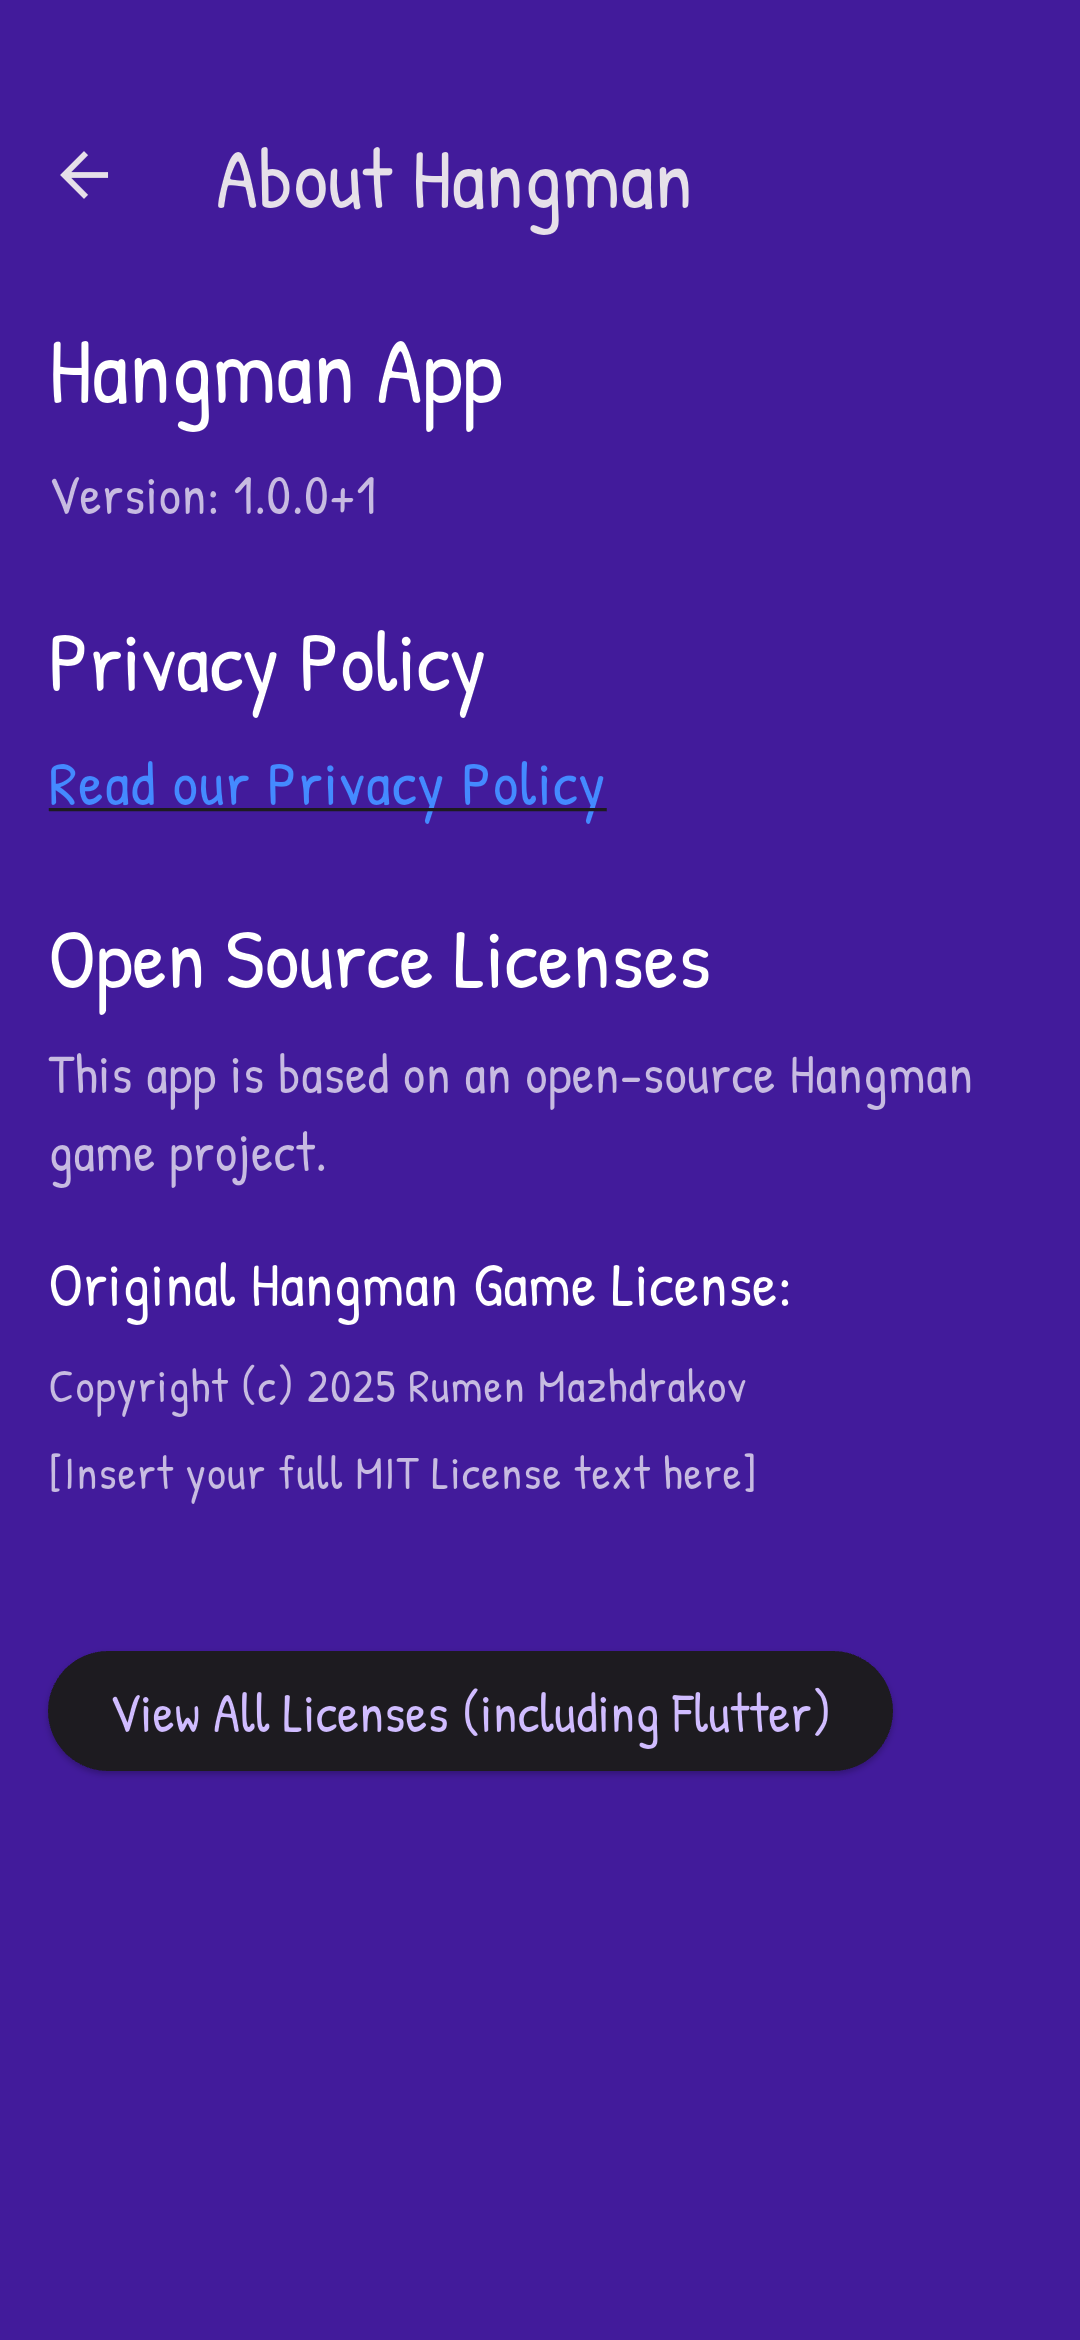 About Hangman
Hangman App
Version: 1.0.0+1
Privacy Policy
Read our Privacy Policy
Open Source Licenses
This app is based on an open-source Hangman
game project.
Original Hangman Game License:
Copyright (c) 2025 Rumen Mazhdrakov
[Insert your full MIT License text here]
View All Licenses (including Flutter)